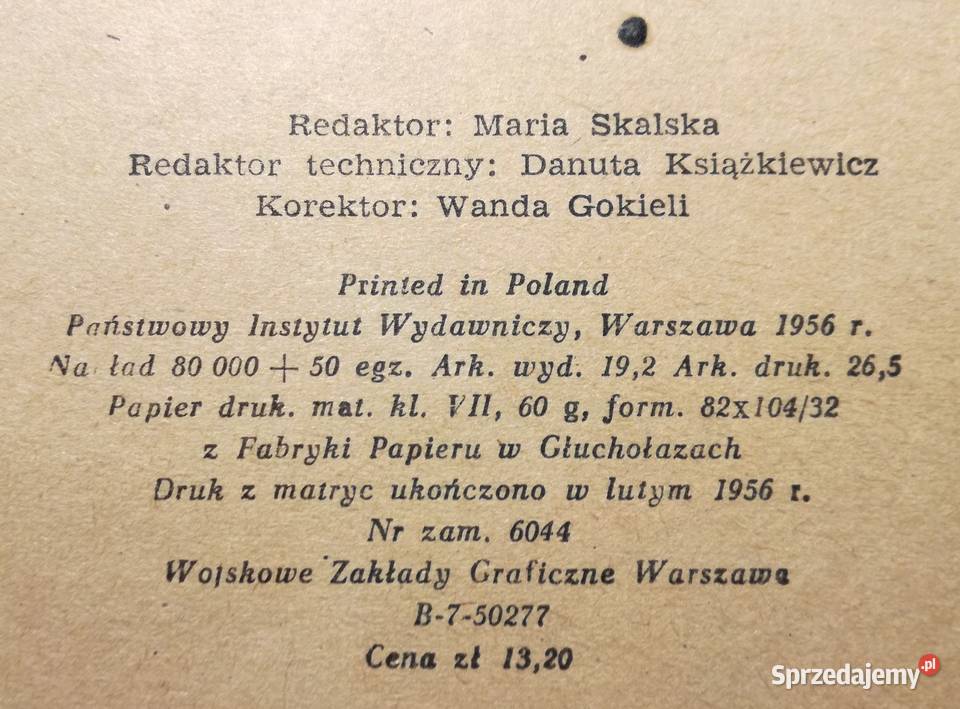 Redaktor: Maria Skalska
Redaktor techniczny: Danuta Książkiewicz
Korektor: Wanda Gokieli
Printed in Poland
Państwowy Instytut Wydawniczy, Warszawa 1956 r.
Na ład 80 000 + 50 egz. Ark. wyd. 19,2 Ark. druk. 26,5
Papier druk. mat. kl. VII, 60 g, form. 82x104/32
z Fabryki Papieru w Głuchołazach
Druk z matryc ukończono w lutym 1956 r.
Nr zam. 6044
Wojskowe Zakłady Graficzne Warszawa
B-7-50277
Cena zł 13,20
Sprzedajemy.pl